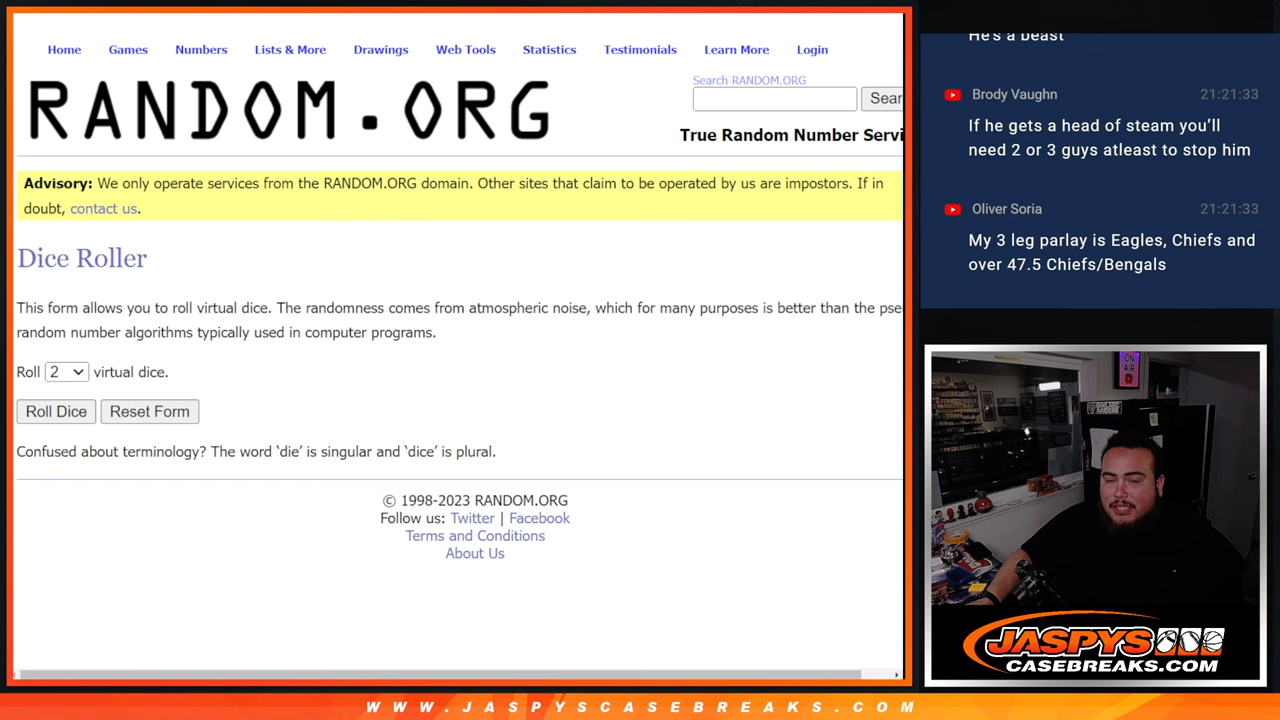 Home Games Numbers Lists & More Drawings Web Tools Statistics Testimonials Learn More Login
RANDOM.ORG
Search RANDOM.ORG
Sear
True Random Number Servi
Advisory: We only operate services from the RANDOM.ORG domain. Other sites that claim to be operated by us are impostors. If in
doubt, contact us.
Dice Roller
This form allows you to roll virtual dice. The randomness comes from atmospheric noise, which for many purposes is better than the pse
random number algorithms typically used in computer programs.
Roll 2 virtual dice.
Roll Dice Reset Form
Confused about terminology? The word ‘die’ is singular and ‘dice’ is plural.
© 1998-2023 RANDOM.ORG
Follow us: Twitter | Facebook
Terms and Conditions
About Us
He's a beast
Brody Vaughn 21:21:33
If he gets a head of steam you’ll
need 2 or 3 guys atleast to stop him
Oliver Soria 21:21:33
My 3 leg parlay is Eagles, Chiefs and
over 47.5 Chiefs/Bengals
ON
AIR
JASPYS
CASEBREAKS.COM
WWW.JASPYSCASEBREAKS.COM